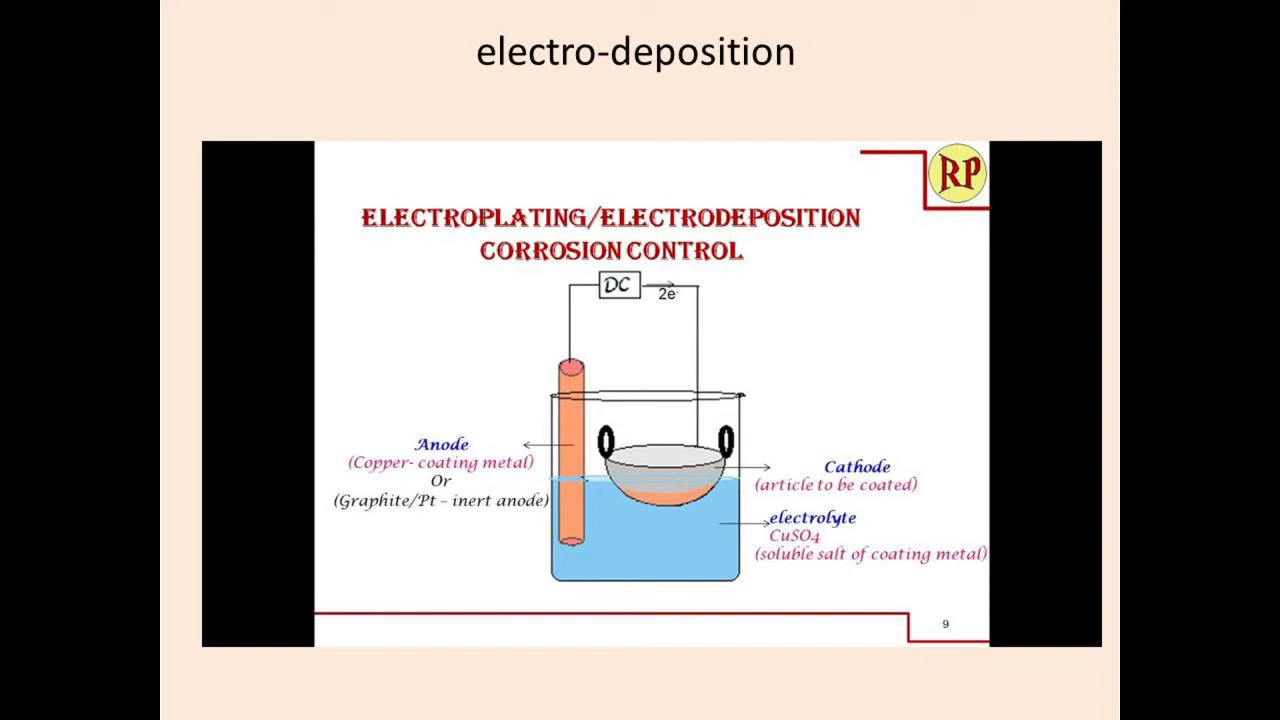 electro-deposition
RP
ELECTROPLATING/ELECTRODEPOSITION
CORROSION CONTROL
DC
2e-
Anode
(Copper- coating metal)
Or
(Graphite/Pt – inert anode)
Cathode
(article to be coated)
electrolyte
CuSO4
(soluble salt of coating metal)
9